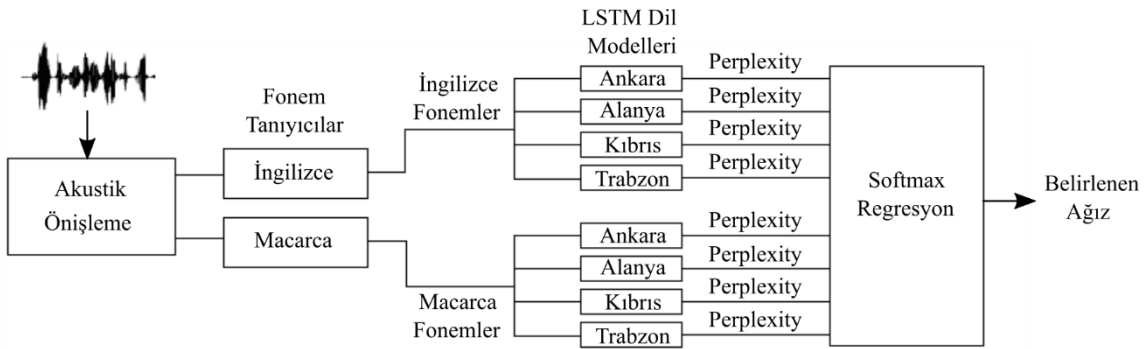 LSTM Dil
Modelleri
Fonem
Tanıyıcılar
İngilizce
Fonemler
Akustik
Önişleme
İngilizce
Macarca
Ankara
Perplexity
Alanya
Perplexity
Kıbrıs
Perplexity
Trabzon
Perplexity
Macarca
Fonemler
Ankara
Perplexity
Alanya
Perplexity
Kıbrıs
Perplexity
Trabzon
Perplexity
Softmax
Regresyon
Belirlenen
Ağız